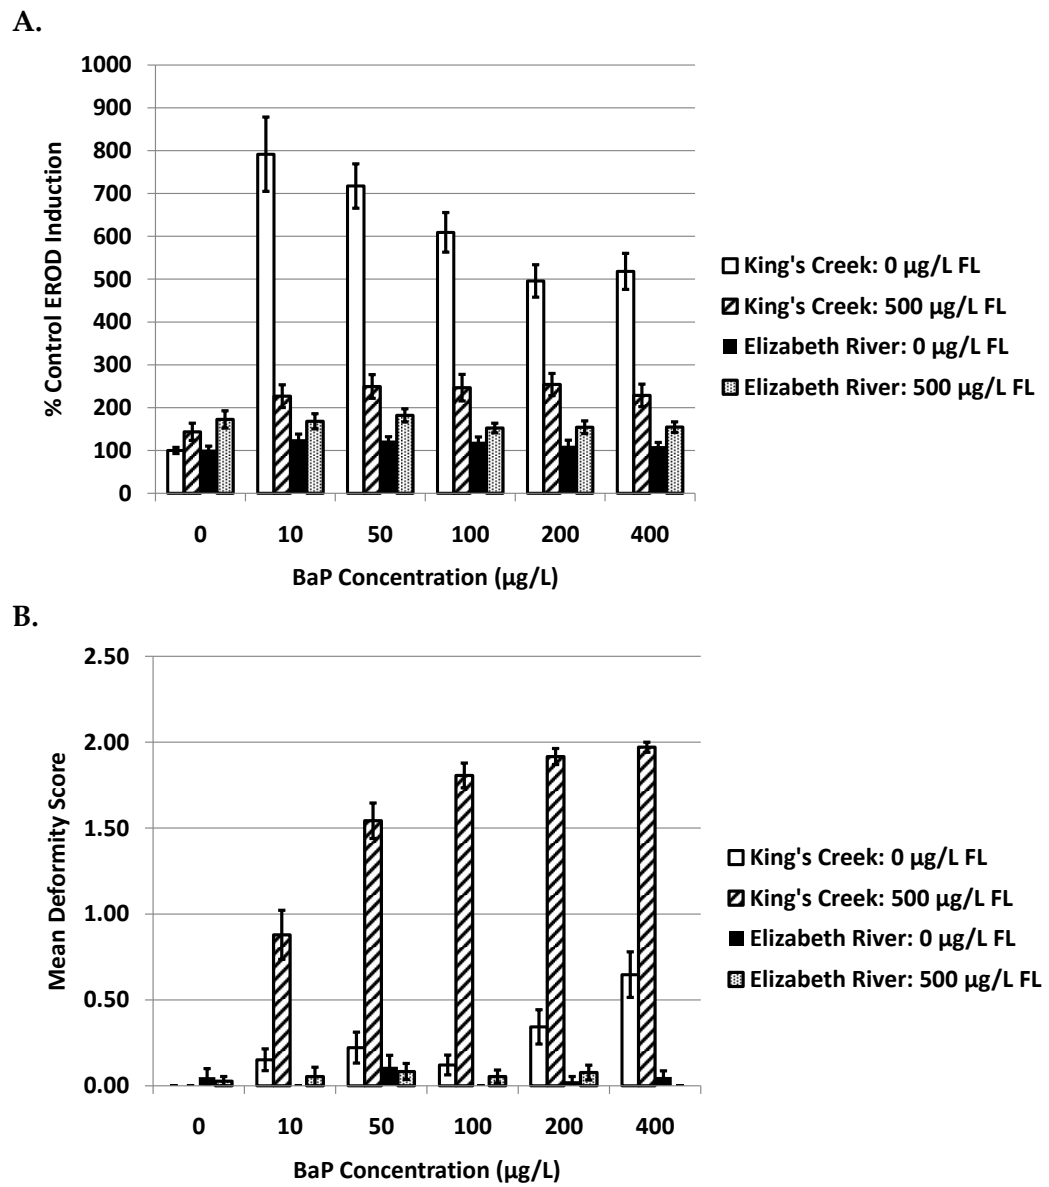 A.
1000
900
800
700
600
500
400
300
200
100
0
% Control EROD Induction
0 10 50 100 200 400
BaP Concentration (µg/L)
King's Creek: 0 µg/L FL
King's Creek: 500 µg/L FL
Elizabeth River: 0 µg/L FL
Elizabeth River: 500 µg/L FL
B.
2.50
2.00
1.50
1.00
0.50
0.00
Mean Deformity Score
0 10 50 100 200 400
BaP Concentration (µg/L)
King's Creek: 0 µg/L FL
King's Creek: 500 µg/L FL
Elizabeth River: 0 µg/L FL
Elizabeth River: 500 µg/L FL